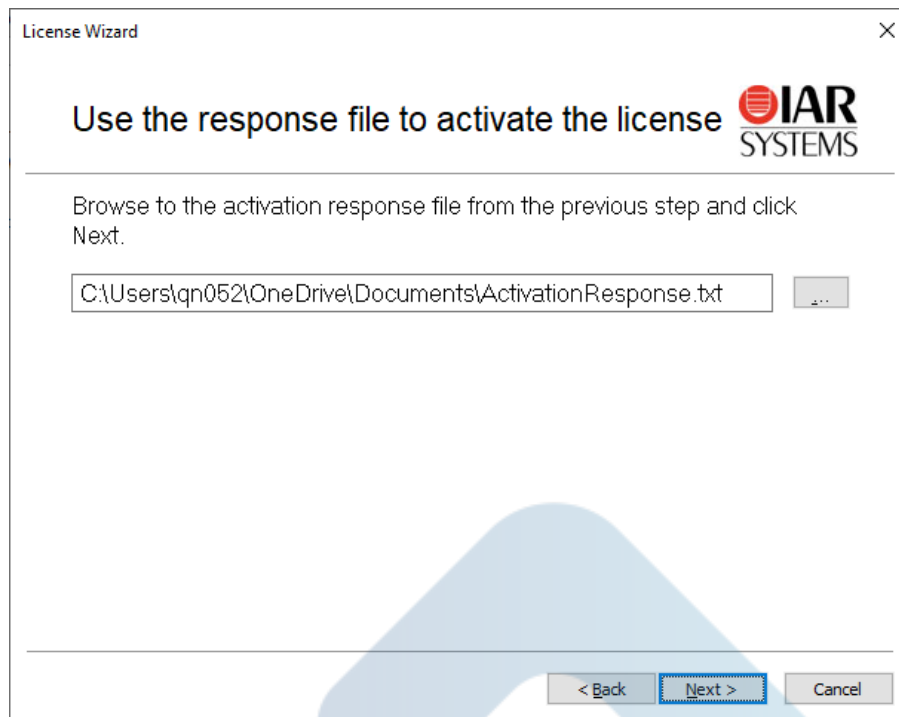 License Wizard
Use the response file to activate the license
IAR
SYSTEMS
Browse to the activation response file from the previous step and click
Next.
C:\Users\qn052\OneDrive\Documents\ActivationResponse.txt
...
< Back
Next >
Cancel